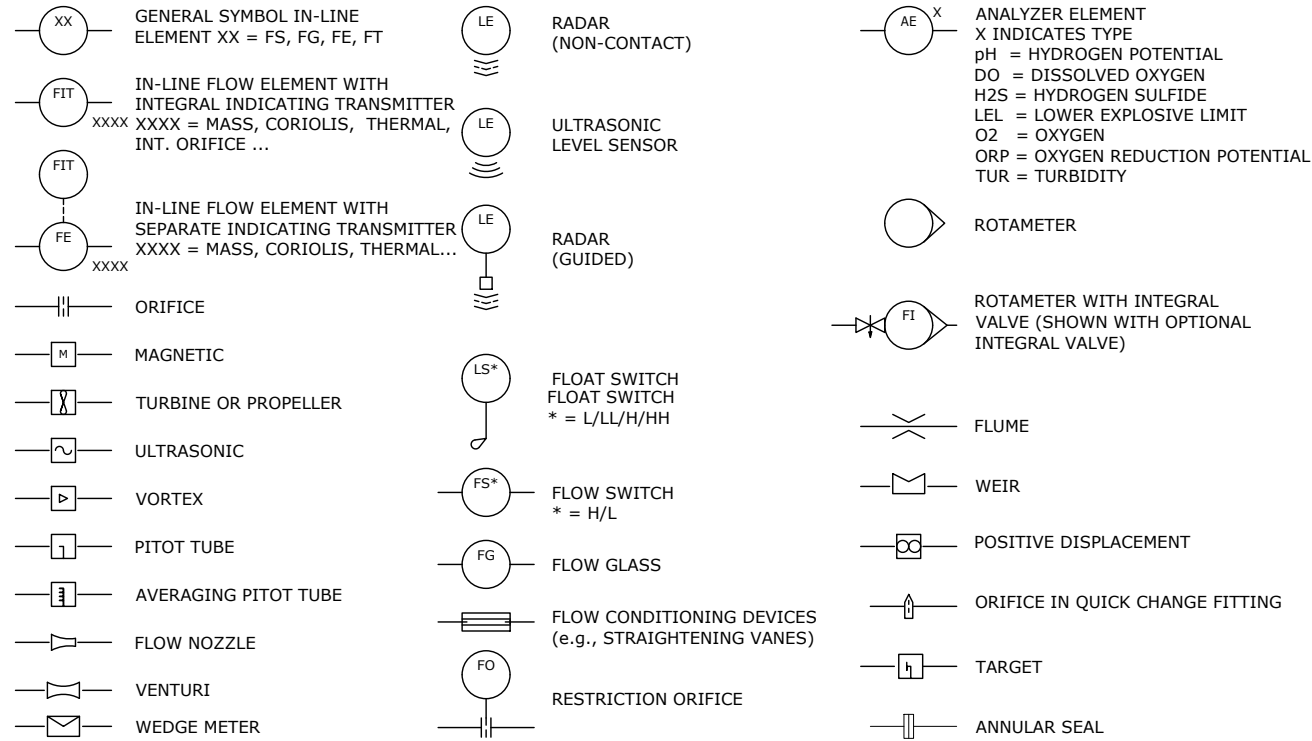 XX
GENERAL SYMBOL IN-LINE
ELEMENT XX = FS, FG, FE, FT
FIT
XXXX
IN-LINE FLOW ELEMENT WITH
INTEGRAL INDICATING TRANSMITTER
XXXX = MASS, CORIOLIS, THERMAL,
INT. ORIFICE ...
FIT
FE
XXXX
IN-LINE FLOW ELEMENT WITH
SEPARATE INDICATING TRANSMITTER
XXXX = MASS, CORIOLIS, THERMAL...
ORIFICE
M
MAGNETIC
TURBINE OR PROPELLER
ULTRASONIC
VORTEX
PITOT TUBE
AVERAGING PITOT TUBE
FLOW NOZZLE
VENTURI
WEDGE METER
LE
RADAR
(NON-CONTACT)
LE
ULTRASONIC
LEVEL SENSOR
LE
RADAR
(GUIDED)
LS*
FLOAT SWITCH
FLOAT SWITCH
* = L/LL/H/HH
FS*
FLOW SWITCH
* = H/L
FG
FLOW GLASS
FLOW CONDITIONING DEVICES
(e.g., STRAIGHTENING VANES)
FO
RESTRICTION ORIFICE
AE
X
ANALYZER ELEMENT
X INDICATES TYPE
pH = HYDROGEN POTENTIAL
DO = DISSOLVED OXYGEN
H2S = HYDROGEN SULFIDE
LEL = LOWER EXPLOSIVE LIMIT
O2 = OXYGEN
ORP = OXYGEN REDUCTION POTENTIAL
TUR = TURBIDITY
ROTAMETER
FI
ROTAMETER WITH INTEGRAL
VALVE (SHOWN WITH OPTIONAL
INTEGRAL VALVE)
FLUME
WEIR
POSITIVE DISPLACEMENT
ORIFICE IN QUICK CHANGE FITTING
TARGET
ANNULAR SEAL